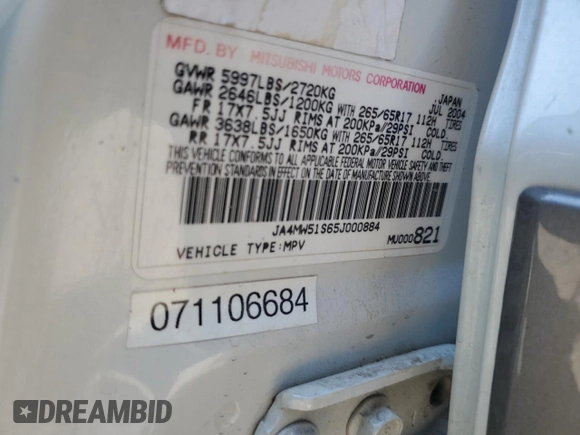 MFD. BY MITSUBISHI MOTORS CORPORATION
GVWR 5997LBS/2720KG JAPAN
GAWR 2646LBS/1200KG WITH 265/65R17 112H JUL 2004
FR 17X7.5JJ RIMS AT 200KPa/29PSI COLD. TIRES
GAWR 3638LBS/1650KG WITH 265/65R17 112H TIRES
RR 17X7.5JJ RIMS AT 200KPa/29PSI COLD.
THIS VEHICLE CONFORMS TO ALL APPLICABLE FEDERAL MOTOR VEHICLE SAFETY AND THEFT
PREVENTION STANDARDS IN EFFECT ON THE DATE OF MANUFACTURE SHOWN ABOVE.
JA4MW51S65J000884
VEHICLE TYPE:MPV MU000821
071106684
DREAMBID